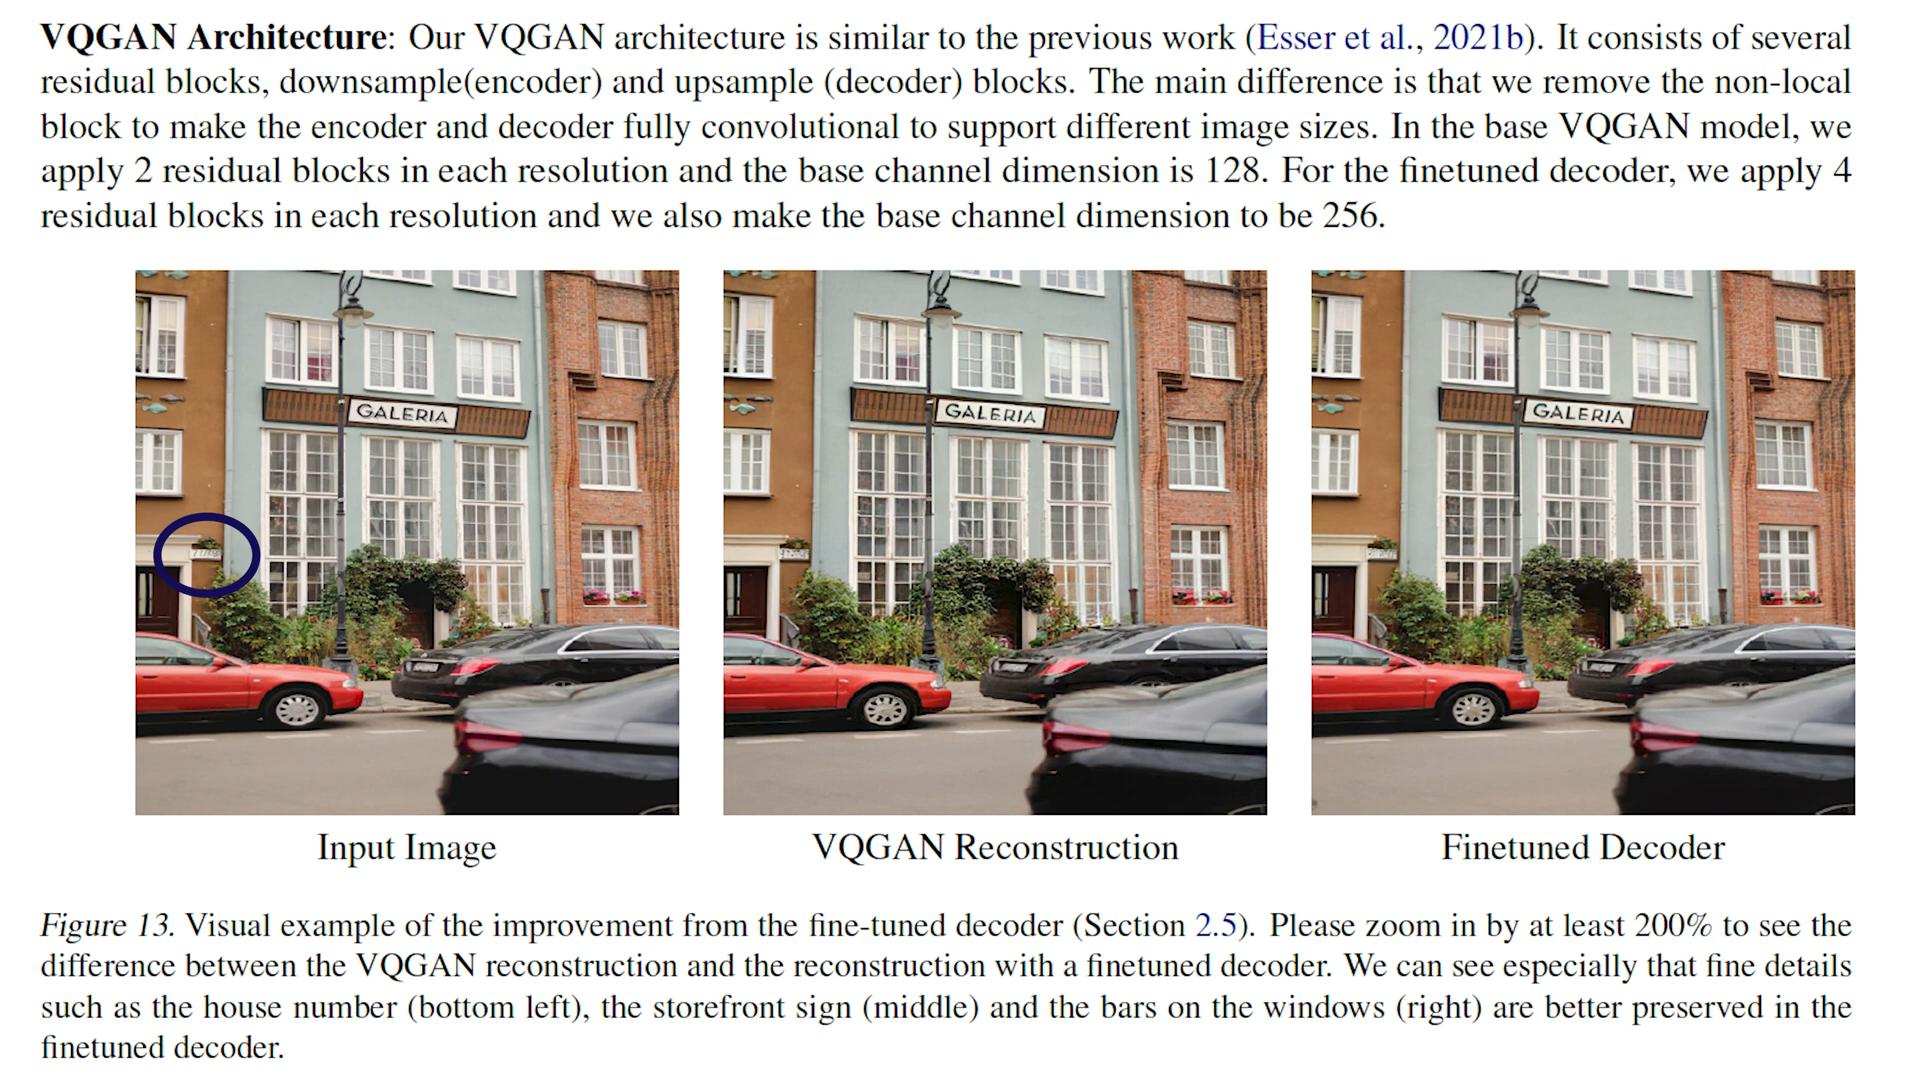 VQGAN Architecture: Our VQGAN architecture is similar to the previous work (Esser et al., 2021b). It consists of several
residual blocks, downsample(encoder) and upsample (decoder) blocks. The main difference is that we remove the non-local
block to make the encoder and decoder fully convolutional to support different image sizes. In the base VQGAN model, we
apply 2 residual blocks in each resolution and the base channel dimension is 128. For the finetuned decoder, we apply 4
residual blocks in each resolution and we also make the base channel dimension to be 256.
GALERIA
GALERIA
GALERIA
Input Image
VQGAN Reconstruction
Finetuned Decoder
Figure 13. Visual example of the improvement from the fine-tuned decoder (Section 2.5). Please zoom in by at least 200% to see the
difference between the VQGAN reconstruction and the reconstruction with a finetuned decoder. We can see especially that fine details
such as the house number (bottom left), the storefront sign (middle) and the bars on the windows (right) are better preserved in the
finetuned decoder.